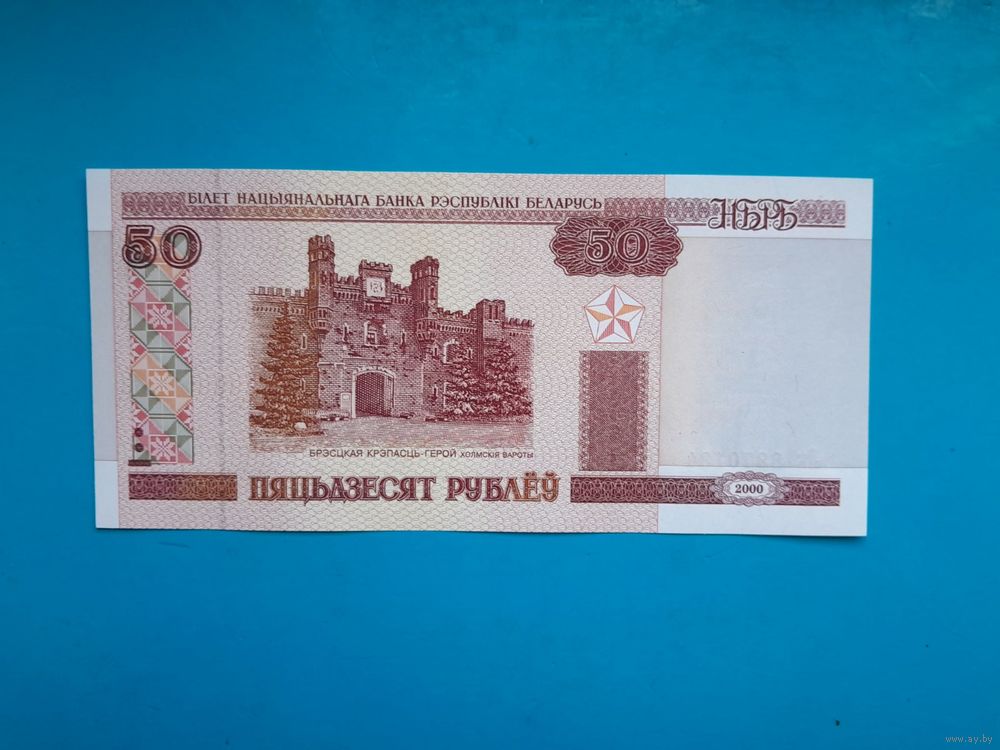 БІЛЕТ НАЦЫЯНАЛЬНАГА БАНКА РЭСПУБЛІКІ БЕЛАРУСЬ
НБРБ
50
50
БРЭСЦКАЯ КРЭПАСЦЬ-ГЕРОЙ ХОЛМСКІЯ ВАРОТЫ
ПЯЦЬДЗЕСЯТ РУБЛЁЎ
2000
www.ay.by